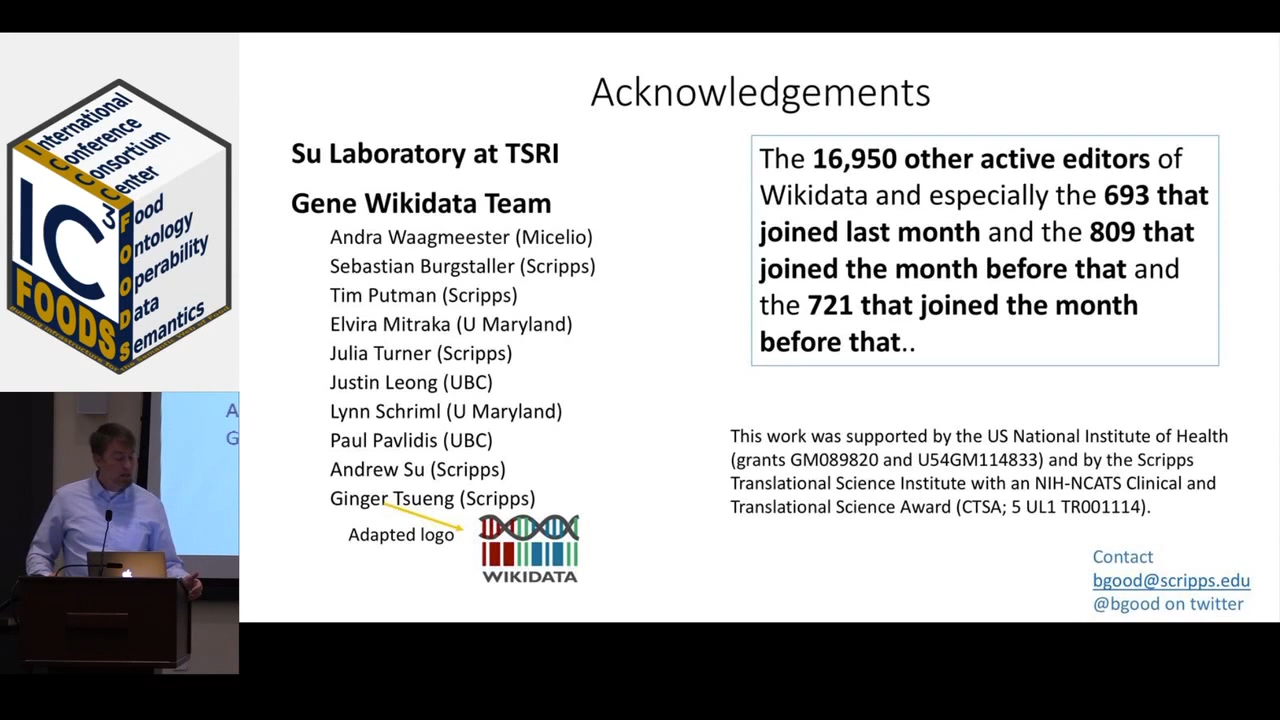 International
Conference
Consortium
Center
IC3
FOODS
Food
Ontology
Operability
Data
Semantics
A
G
Acknowledgements
Su Laboratory at TSRI
Gene Wikidata Team
Andra Waagmeester (Micelio)
Sebastian Burgstaller (Scripps)
Tim Putman (Scripps)
Elvira Mitraka (U Maryland)
Julia Turner (Scripps)
Justin Leong (UBC)
Lynn Schriml (U Maryland)
Paul Pavlidis (UBC)
Andrew Su (Scripps)
Ginger Tsueng (Scripps)
Adapted logo
WIKIDATA
The 16,950 other active editors of
Wikidata and especially the 693 that
joined last month and the 809 that
joined the month before that and
the 721 that joined the month
before that..
This work was supported by the US National Institute of Health
(grants GM089820 and U54GM114833) and by the Scripps
Translational Science Institute with an NIH-NCATS Clinical and
Translational Science Award (CTSA; 5 UL1 TR001114).
Contact
bgood@scripps.edu
@bgood on twitter